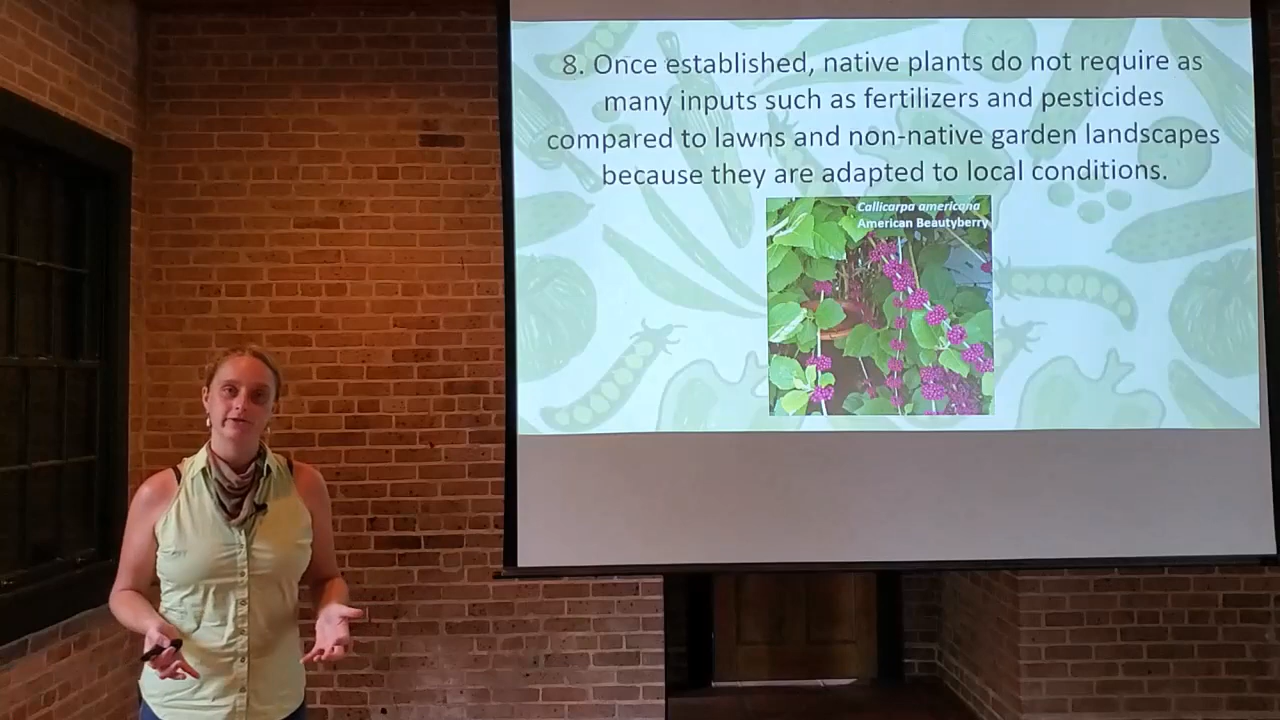 8. Once established, native plants do not require as
many inputs such as fertilizers and pesticides
compared to lawns and non-native garden landscapes
because they are adapted to local conditions.
Callicarpa americana
American Beautyberry